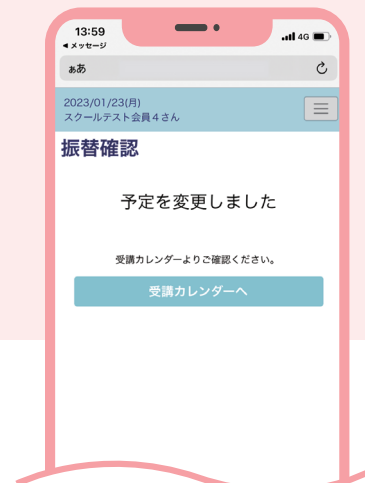 13:59
4G
◀ メッセージ
ぁあ
2023/01/23(月)
スクールテスト会員4さん
振替確認
予定を変更しました
受講カレンダーよりご確認ください。
受講カレンダーへ